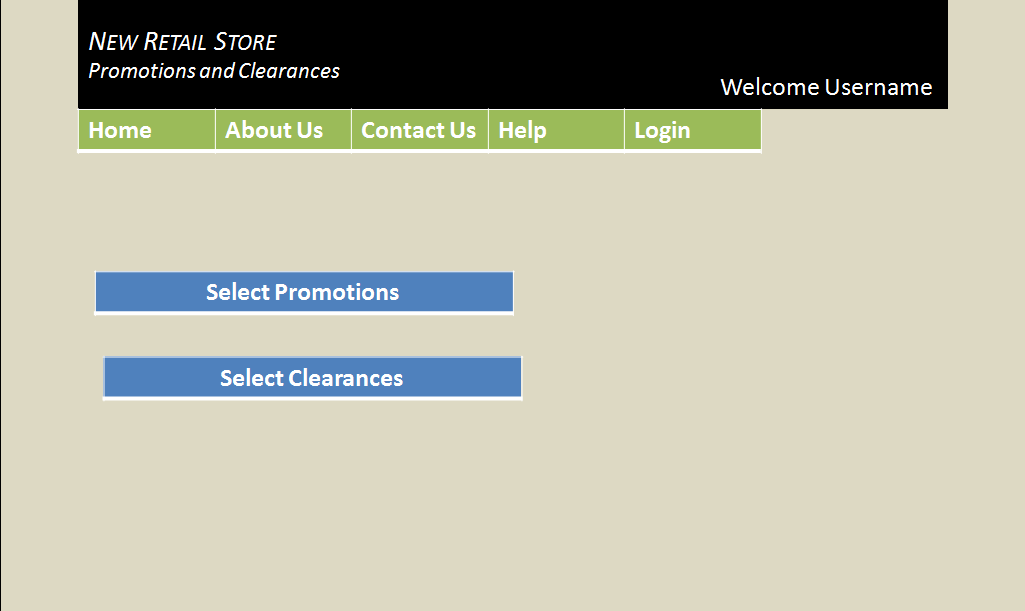 NEW RETAIL STORE
Promotions and Clearances
Welcome Username
Home About Us Contact Us Help Login
Select Promotions
Select Clearances